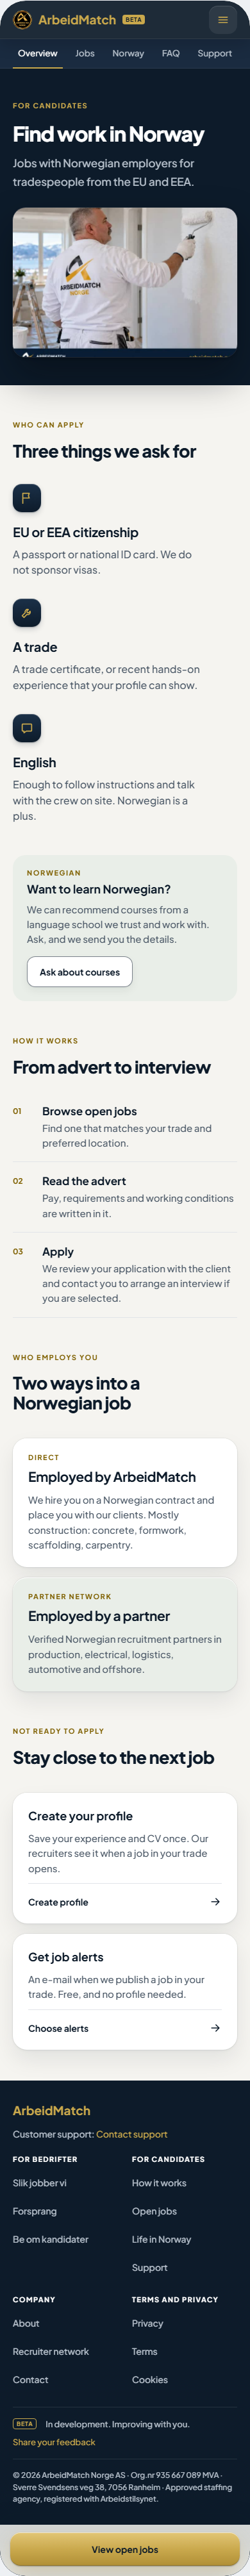 ArbeidMatch BETA
Overview Jobs Norway FAQ Support
FOR CANDIDATES
Find work in Norway
Jobs with Norwegian employers for
tradespeople from the EU and EEA.
ARBEIDMATCH
NORGE
ARBEIDMATCH
WHO CAN APPLY
Three things we ask for
EU or EEA citizenship
A passport or national ID card. We do
not sponsor visas.
A trade
A trade certificate, or recent hands-on
experience that your profile can show.
English
Enough to follow instructions and talk
with the crew on site. Norwegian is a
plus.
NORWEGIAN
Want to learn Norwegian?
We can recommend courses from a
language school we trust and work with.
Ask, and we send you the details.
Ask about courses
HOW IT WORKS
From advert to interview
01 Browse open jobs
Find one that matches your trade and
preferred location.
02 Read the advert
Pay, requirements and working conditions
are written in it.
03 Apply
We review your application with the client
and contact you to arrange an interview if
you are selected.
WHO EMPLOYS YOU
Two ways into a
Norwegian job
DIRECT
Employed by ArbeidMatch
We hire you on a Norwegian contract and
place you with our clients. Mostly
construction: concrete, formwork,
scaffolding, carpentry.
PARTNER NETWORK
Employed by a partner
Verified Norwegian recruitment partners in
production, electrical, logistics,
automotive and offshore.
NOT READY TO APPLY
Stay close to the next job
Create your profile
Save your experience and CV once. Our
recruiters see it when a job in your trade
opens.
Create profile →
Get job alerts
An e-mail when we publish a job in your
trade. Free, and no profile needed.
Choose alerts →
ArbeidMatch
Customer support: Contact support
FOR BEDRIFTER
Slik jobber vi
Forsprang
Be om kandidater
FOR CANDIDATES
How it works
Open jobs
Life in Norway
Support
COMPANY
About
Recruiter network
Contact
TERMS AND PRIVACY
Privacy
Terms
Cookies
BETA In development. Improving with you.
Share your feedback
© 2026 ArbeidMatch Norge AS · Org.nr 935 667 089 MVA ·
Sverre Svendsens veg 38, 7056 Ranheim · Approved staffing
agency, registered with Arbeidstilsynet.
View open jobs